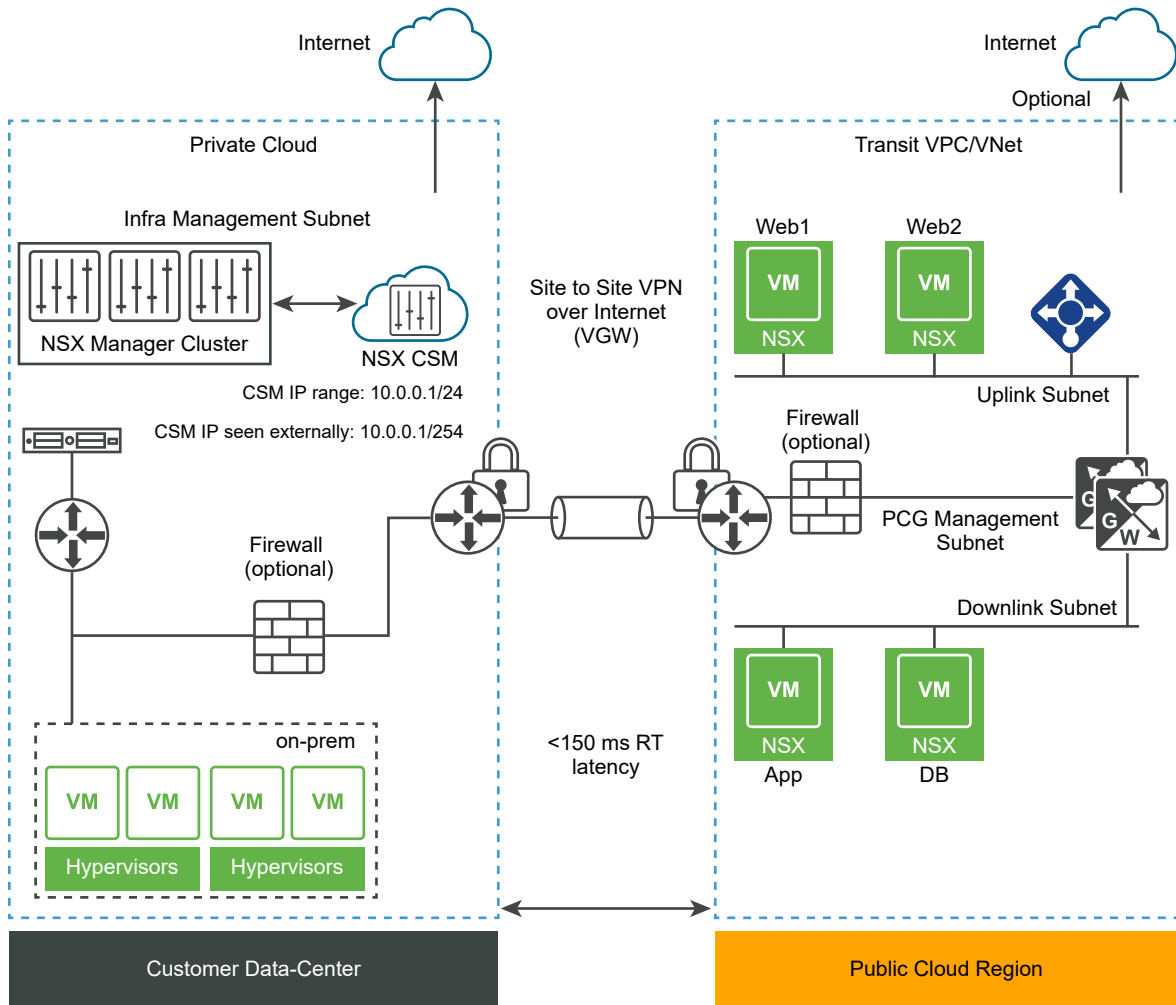 Internet
Internet
Optional
Private Cloud
Transit VPC/VNet
Infra Management Subnet
NSX Manager Cluster
NSX CSM
CSM IP range: 10.0.0.1/24
CSM IP seen externally: 10.0.0.1/254
Firewall
(optional)
on-prem
VM
VM
VM
VM
Hypervisors
Hypervisors
Customer Data-Center
Site to Site VPN
over Internet
(VGW)
<150 ms RT
latency
Web1
VM
NSX
Web2
VM
NSX
Uplink Subnet
Firewall
(optional)
PCG Management
Subnet
G
G
W
Downlink Subnet
VM
NSX
App
VM
NSX
DB
Public Cloud Region